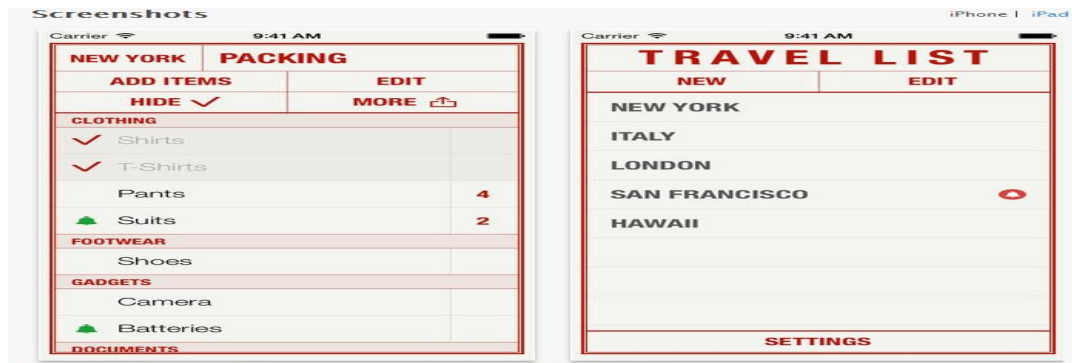 Screenshots
iPhone | iPad
Carrier 9:41 AM
NEW YORK PACKING
ADD ITEMS EDIT
HIDE MORE
CLOTHING
Shirts
T-Shirts
Pants 4
Suits 2
FOOTWEAR
Shoes
GADGETS
Camera
Batteries
DOCUMENTS
Carrier 9:41 AM
TRAVEL LIST
NEW EDIT
NEW YORK
ITALY
LONDON
SAN FRANCISCO
HAWAII
SETTINGS